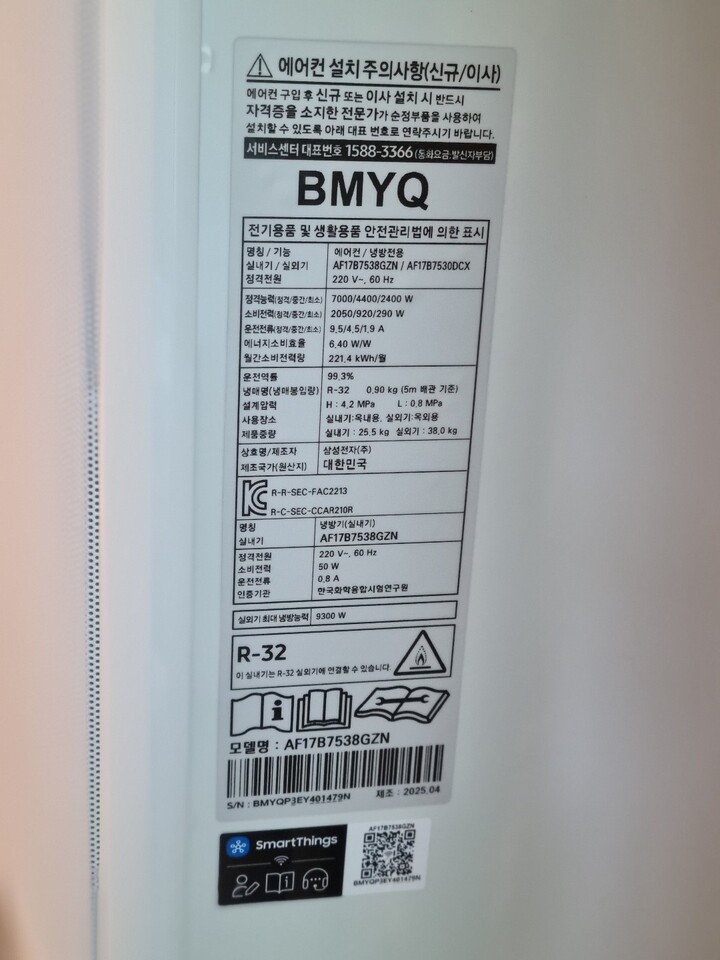 에어컨 설치 주의사항(신규/이사)
에어컨 구입 후 신규 또는 이사 설치 시 반드시
자격증을 소지한 전문가가 순정부품을 사용하여
설치할 수 있도록 아래 대표 번호로 연락주시기 바랍니다.
서비스센터 대표번호 1588-3366 (통화요금:발신자부담)
BMYQ
전기용품 및 생활용품 안전관리법에 의한 표시
명칭 / 기능 에어컨 / 냉방전용
실내기 / 실외기 AF17B7538GZN / AF17B7530DCX
정격전원 220 V~, 60 Hz
정격능력(정격/중간/최소) 7000/4400/2400 W
소비전력(정격/중간/최소) 2050/920/290 W
운전전류(정격/중간/최소) 9,5/4,5/1,9 A
에너지소비효율 6,40 W/W
월간소비전력량 221,4 kWh/월
운전역률 99,3%
냉매명(냉매봉입량) R-32 0,90 kg (5m 배관 기준)
설계압력 H : 4,2 MPa L : 0,8 MPa
사용장소 실내기:옥내용, 실외기:옥외용
제품중량 실내기 : 25,5 kg 실외기 : 38,0 kg
상호명/제조자 삼성전자(주)
제조국가(원산지) 대한민국
R-R-SEC-FAC2213
R-C-SEC-CCAR210R
명칭 냉방기(실내기)
실내기 AF17B7538GZN
정격전원 220 V~, 60 Hz
소비전력 50 W
운전전류 0,8 A
인증기관 한국화학융합시험연구원
실외기 최대 냉방능력 9300 W
R-32
이 실내기는 R-32 실외기에 연결할 수 있습니다.
모델명 : AF17B7538GZN
S/N : BMYQP3EY401479N 제조 : 2025.04
SmartThings
AF17B7538GZN
BMYQP3EY401479N